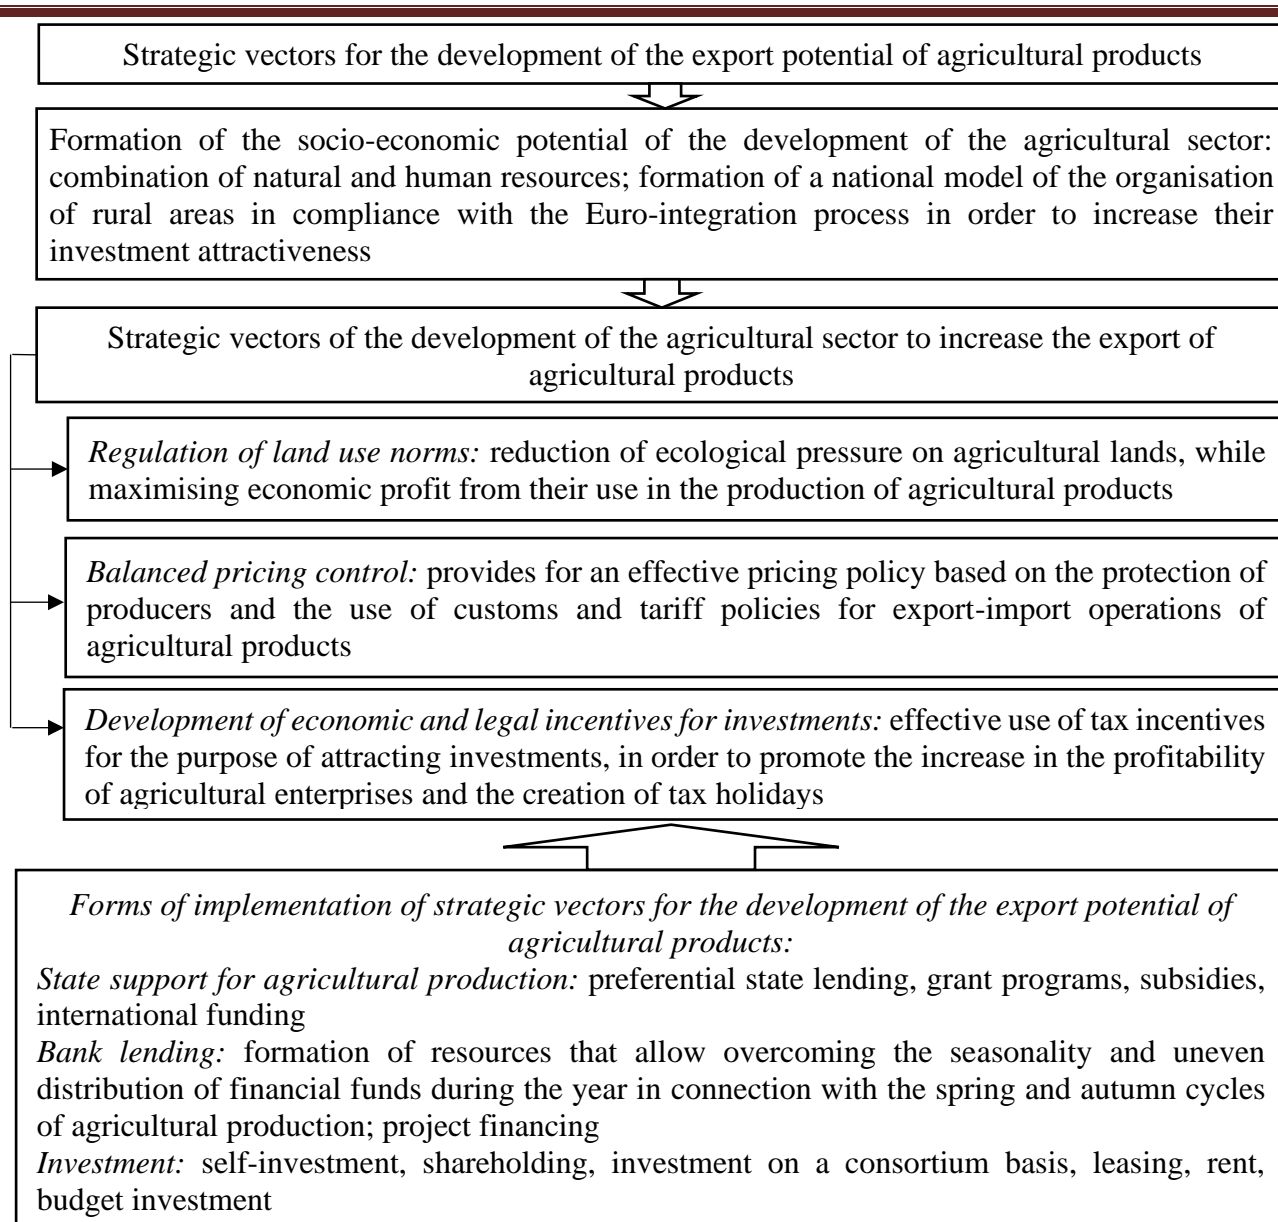 Strategic vectors for the development of the export potential of agricultural products
Formation of the socio-economic potential of the development of the agricultural sector:
combination of natural and human resources; formation of a national model of the organisation
of rural areas in compliance with the Euro-integration process in order to increase their
investment attractiveness
Strategic vectors of the development of the agricultural sector to increase the export of
agricultural products
Regulation of land use norms: reduction of ecological pressure on agricultural lands, while
maximising economic profit from their use in the production of agricultural products
Balanced pricing control: provides for an effective pricing policy based on the protection of
producers and the use of customs and tariff policies for export-import operations of
agricultural products
Development of economic and legal incentives for investments: effective use of tax incentives
for the purpose of attracting investments, in order to promote the increase in the profitability
of agricultural enterprises and the creation of tax holidays
Forms of implementation of strategic vectors for the development of the export potential of
agricultural products:
State support for agricultural production: preferential state lending, grant programs, subsidies,
international funding
Bank lending: formation of resources that allow overcoming the seasonality and uneven
distribution of financial funds during the year in connection with the spring and autumn cycles
of agricultural production; project financing
Investment: self-investment, shareholding, investment on a consortium basis, leasing, rent,
budget investment